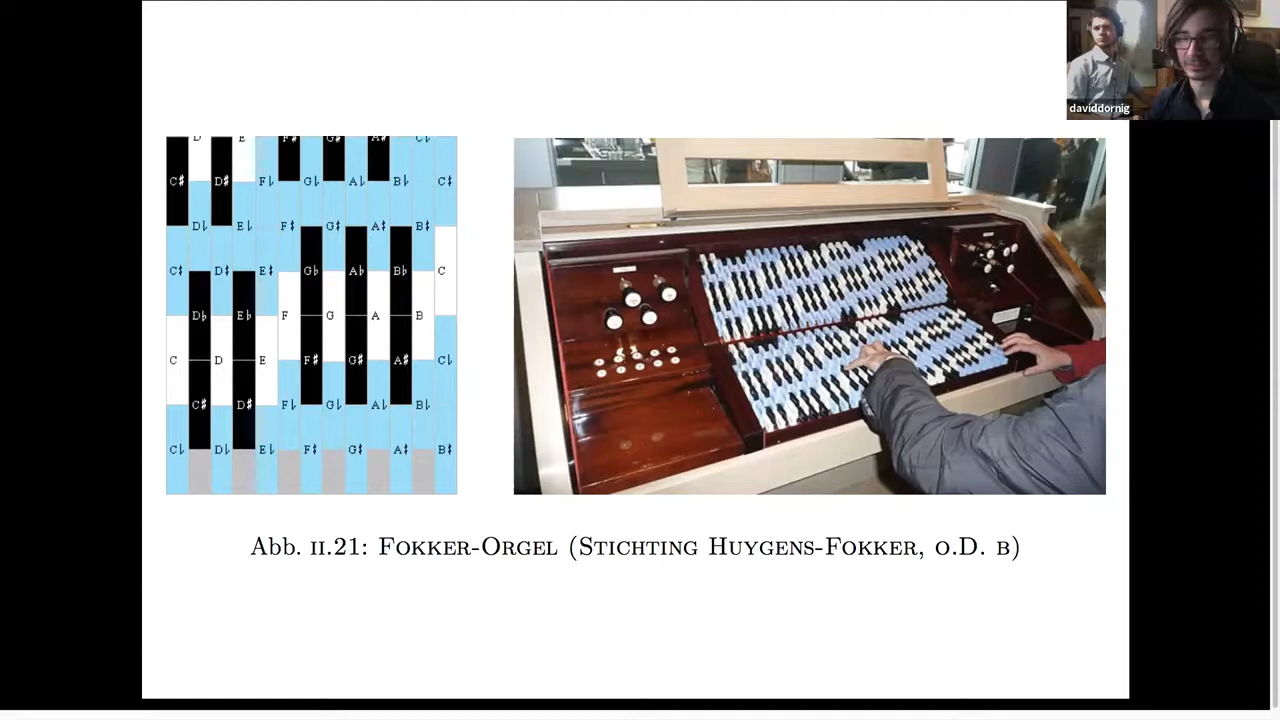 daviddornig
D E F♯ G♯ A♯ C♭
C♯ D♯ F♭ G♭ A♭ B♭ C♯
D♭ E♭ F♯ G♯ A♯ B♯
C♯ D♯ E♯ G♭ A♭ B♭ C
D♭ E♭ F G A B
C D E F♯ G♯ A♯ C♭
C♯ D♯ F♭ G♭ A♭ B♭
C♭ D♭ E♭ F♯ G♯ A♯ B♯
Abb. II.21: Fokker-Orgel (Stichting Huygens-Fokker, o.D. b)